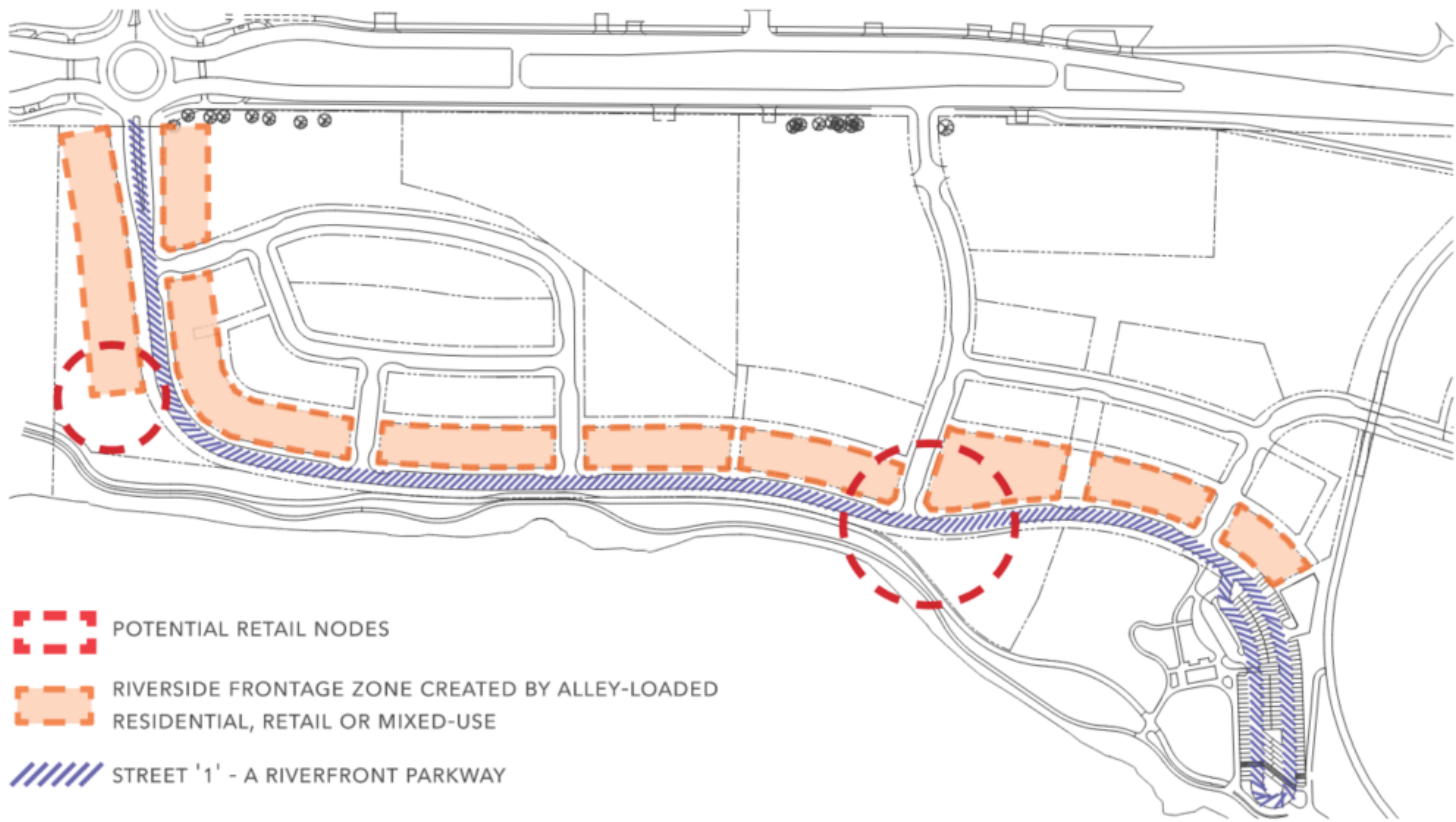 POTENTIAL RETAIL NODES
RIVERSIDE FRONTAGE ZONE CREATED BY ALLEY-LOADED
RESIDENTIAL, RETAIL OR MIXED-USE
STREET '1' - A RIVERFRONT PARKWAY